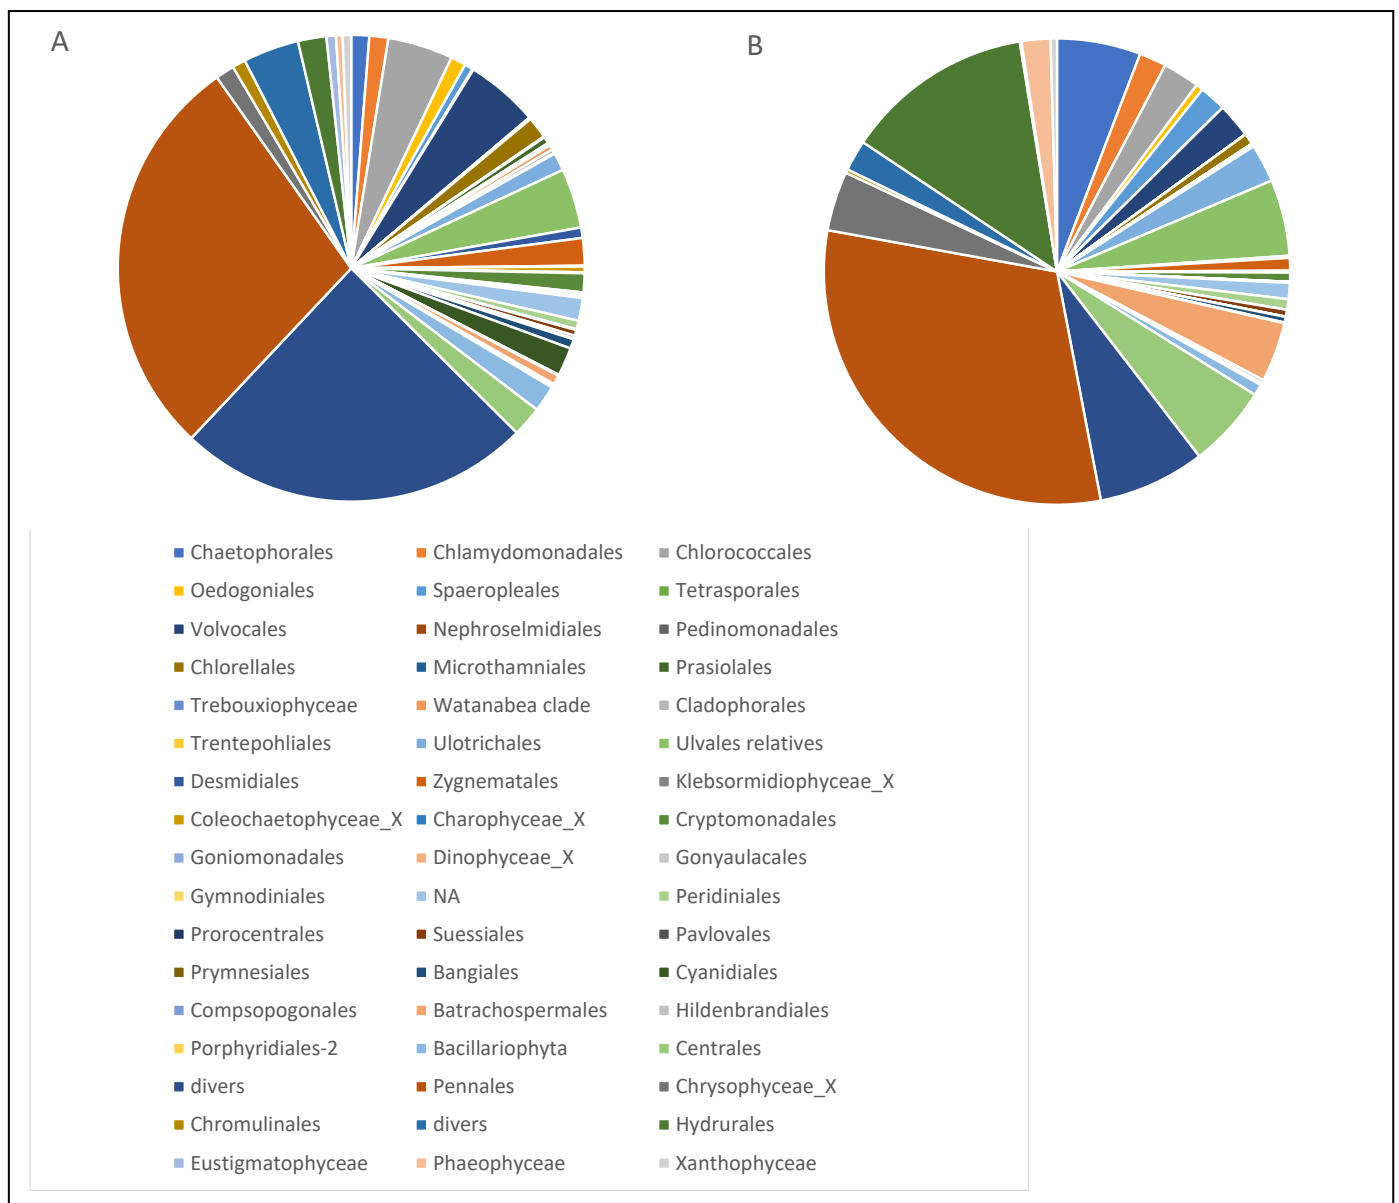 A
B
Chaetophorales Chlamydomonadales Chlorococcales
Oedogoniales Spaeropleales Tetrasporales
Volvocales Nephroselmidiales Pedinomonadales
Chlorellales Microthamniales Prasiolales
Trebouxiophyceae Watanabea clade Cladophorales
Trentepohliales Ulotrichales Ulvales relatives
Desmidiales Zygnematales Klebsormidiophyceae_X
Coleochaetophyceae_X Charophyceae_X Cryptomonadales
Goniomonadales Dinophyceae_X Gonyaulacales
Gymnodiniales NA Peridiniales
Prorocentrales Suessiales Pavlovales
Prymnesiales Bangiales Cyanidiales
Compsopogonales Batrachospermales Hildenbrandiales
Porphyridiales-2 Bacillariophyta Centrales
divers Pennales Chrysophyceae_X
Chromulinales divers Hydrurales
Eustigmatophyceae Phaeophyceae Xanthophyceae